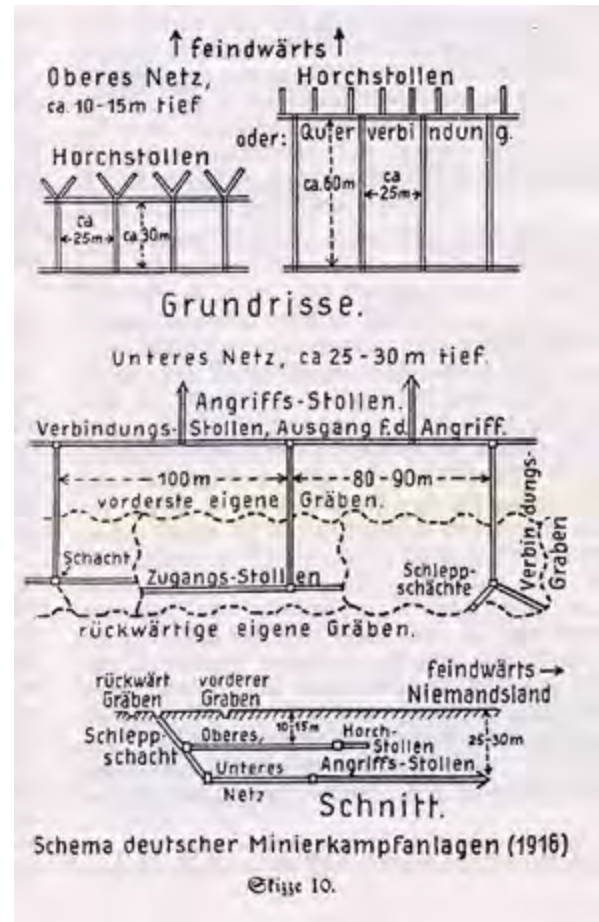 ↑ feindwärts ↑
Oberes Netz,
ca. 10-15m tief
Horchstollen
oder: Querverbindung.
Horchstollen
ca. 60m
ca 25m
ca. 25m
ca 30m
Grundrisse.
Unteres Netz, ca 25-30m tief.
Angriffs-Stollen.
Verbindungs-Stollen, Ausgang f.d. Angriff.
100m
80-90m
vorderste eigene Gräben.
Verbindungs-
Graben
Schacht
Zugangs-Stollen
Schlepp-
schächte
rückwärtige eigene Gräben.
rückwärt
Gräben
vorderer
Graben
feindwärts →
Niemandsland
Schlepp-
schacht
Oberes,
10-15m
Horch-
Stollen
25-30m
Unteres
Netz
Angriffs-Stollen
Schnitt.
Schema deutscher Minierkampfanlagen (1916)
Skizze 10.